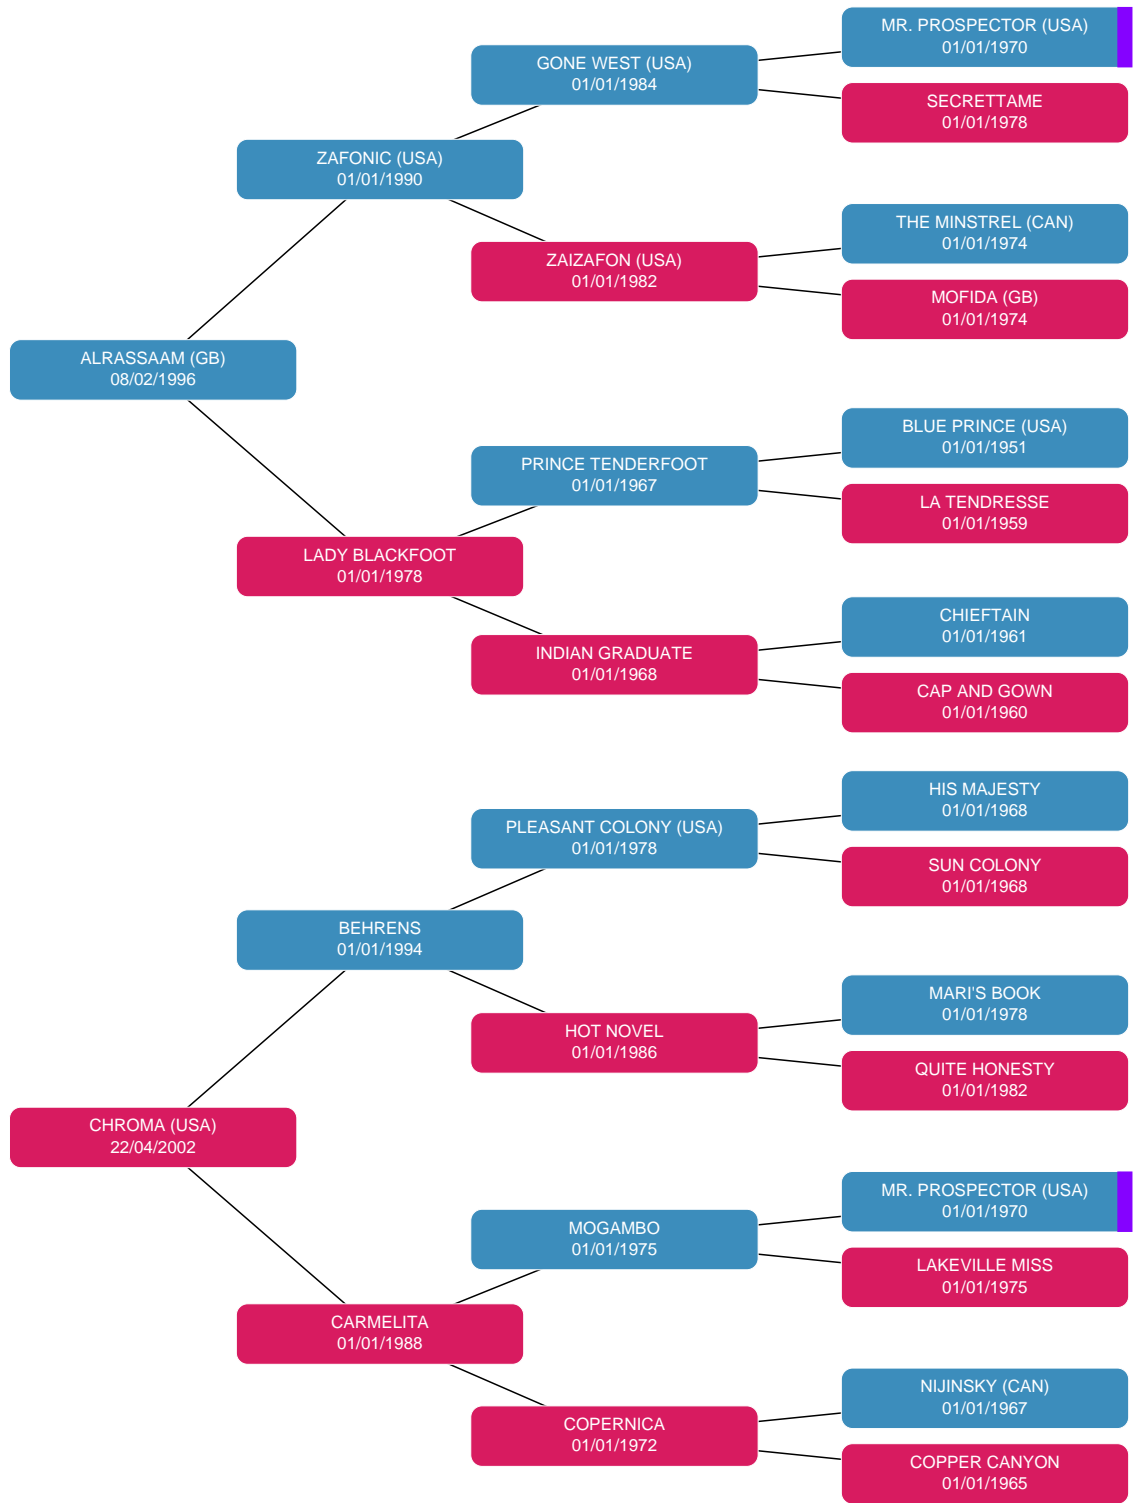 MR. PROSPECTOR (USA)
01/01/1970
GONE WEST (USA)
01/01/1984
SECRETTAME
01/01/1978
ZAFONIC (USA)
01/01/1990
THE MINSTREL (CAN)
01/01/1974
ZAIZAFON (USA)
01/01/1982
MOFIDA (GB)
01/01/1974
ALRASSAAM (GB)
08/02/1996
BLUE PRINCE (USA)
01/01/1951
PRINCE TENDERFOOT
01/01/1967
LA TENDRESSE
01/01/1959
LADY BLACKFOOT
01/01/1978
CHIEFTAIN
01/01/1961
INDIAN GRADUATE
01/01/1968
CAP AND GOWN
01/01/1960
HIS MAJESTY
01/01/1968
PLEASANT COLONY (USA)
01/01/1978
SUN COLONY
01/01/1968
BEHRENS
01/01/1994
MARI'S BOOK
01/01/1978
HOT NOVEL
01/01/1986
QUITE HONESTY
01/01/1982
CHROMA (USA)
22/04/2002
MR. PROSPECTOR (USA)
01/01/1970
MOGAMBO
01/01/1975
LAKEVILLE MISS
01/01/1975
CARMELITA
01/01/1988
NIJINSKY (CAN)
01/01/1967
COPERNICA
01/01/1972
COPPER CANYON
01/01/1965